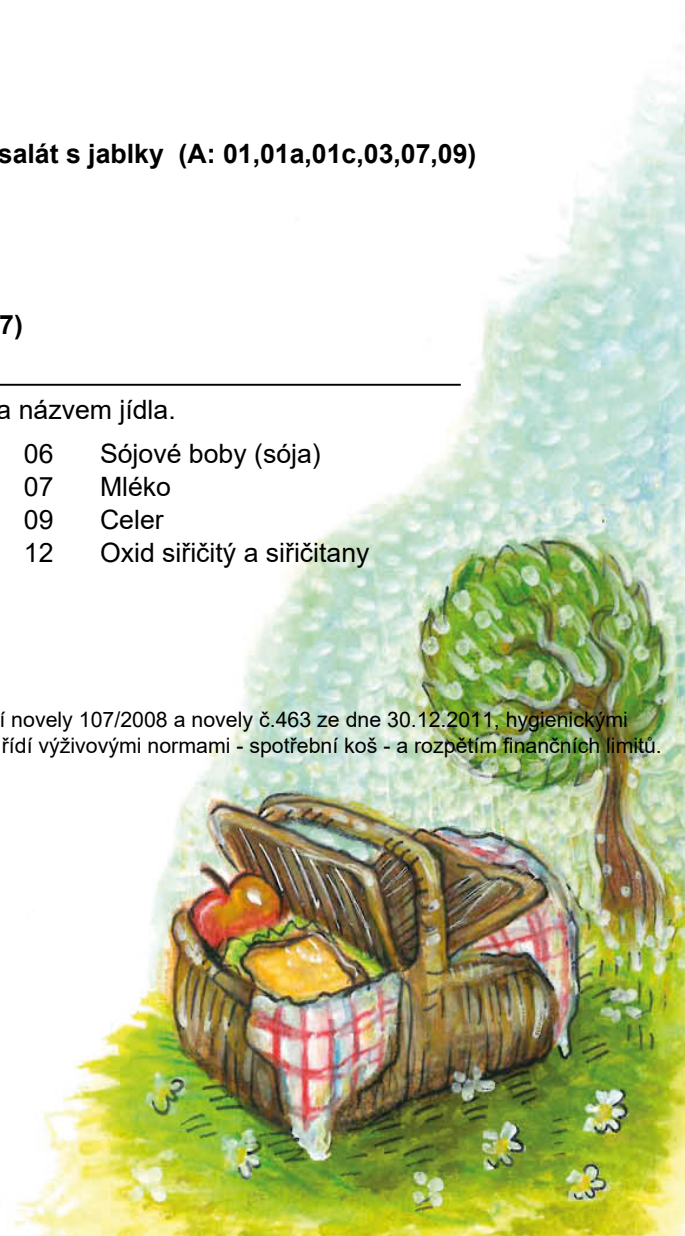 salát s jablky (A: 01,01a,01c,03,07,09)
7)
a názvem jídla.
06 Sójové boby (sója)
07 Mléko
09 Celer
12 Oxid siřičitý a siřičitany
í novely 107/2008 a novely č.463 ze dne 30.12.2011, hygienickými
řídí výživovými normami - spotřební koš - a rozpětím finančních limitů.